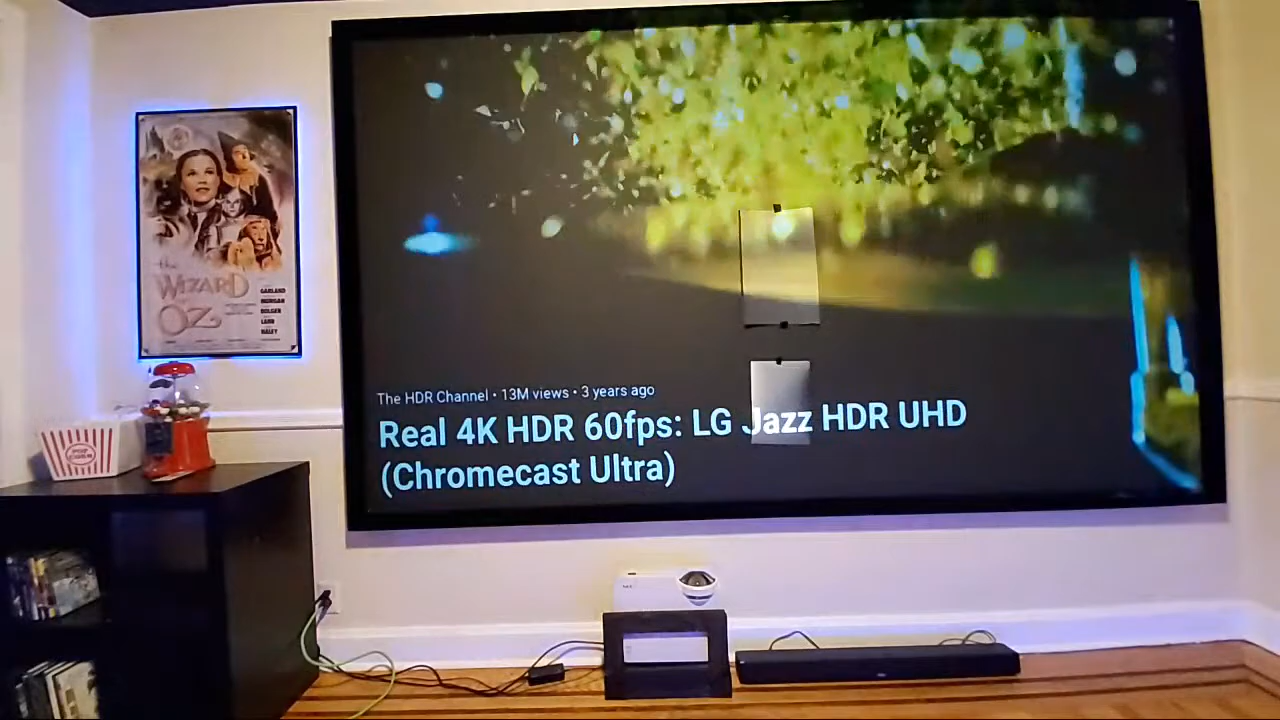 The HDR Channel • 13M views • 3 years ago
Real 4K HDR 60fps: LG Jazz HDR UHD
(Chromecast Ultra)
the
WIZARD
OZ
GARLAND
MORGAN
BOLGER
LAHR
HALEY